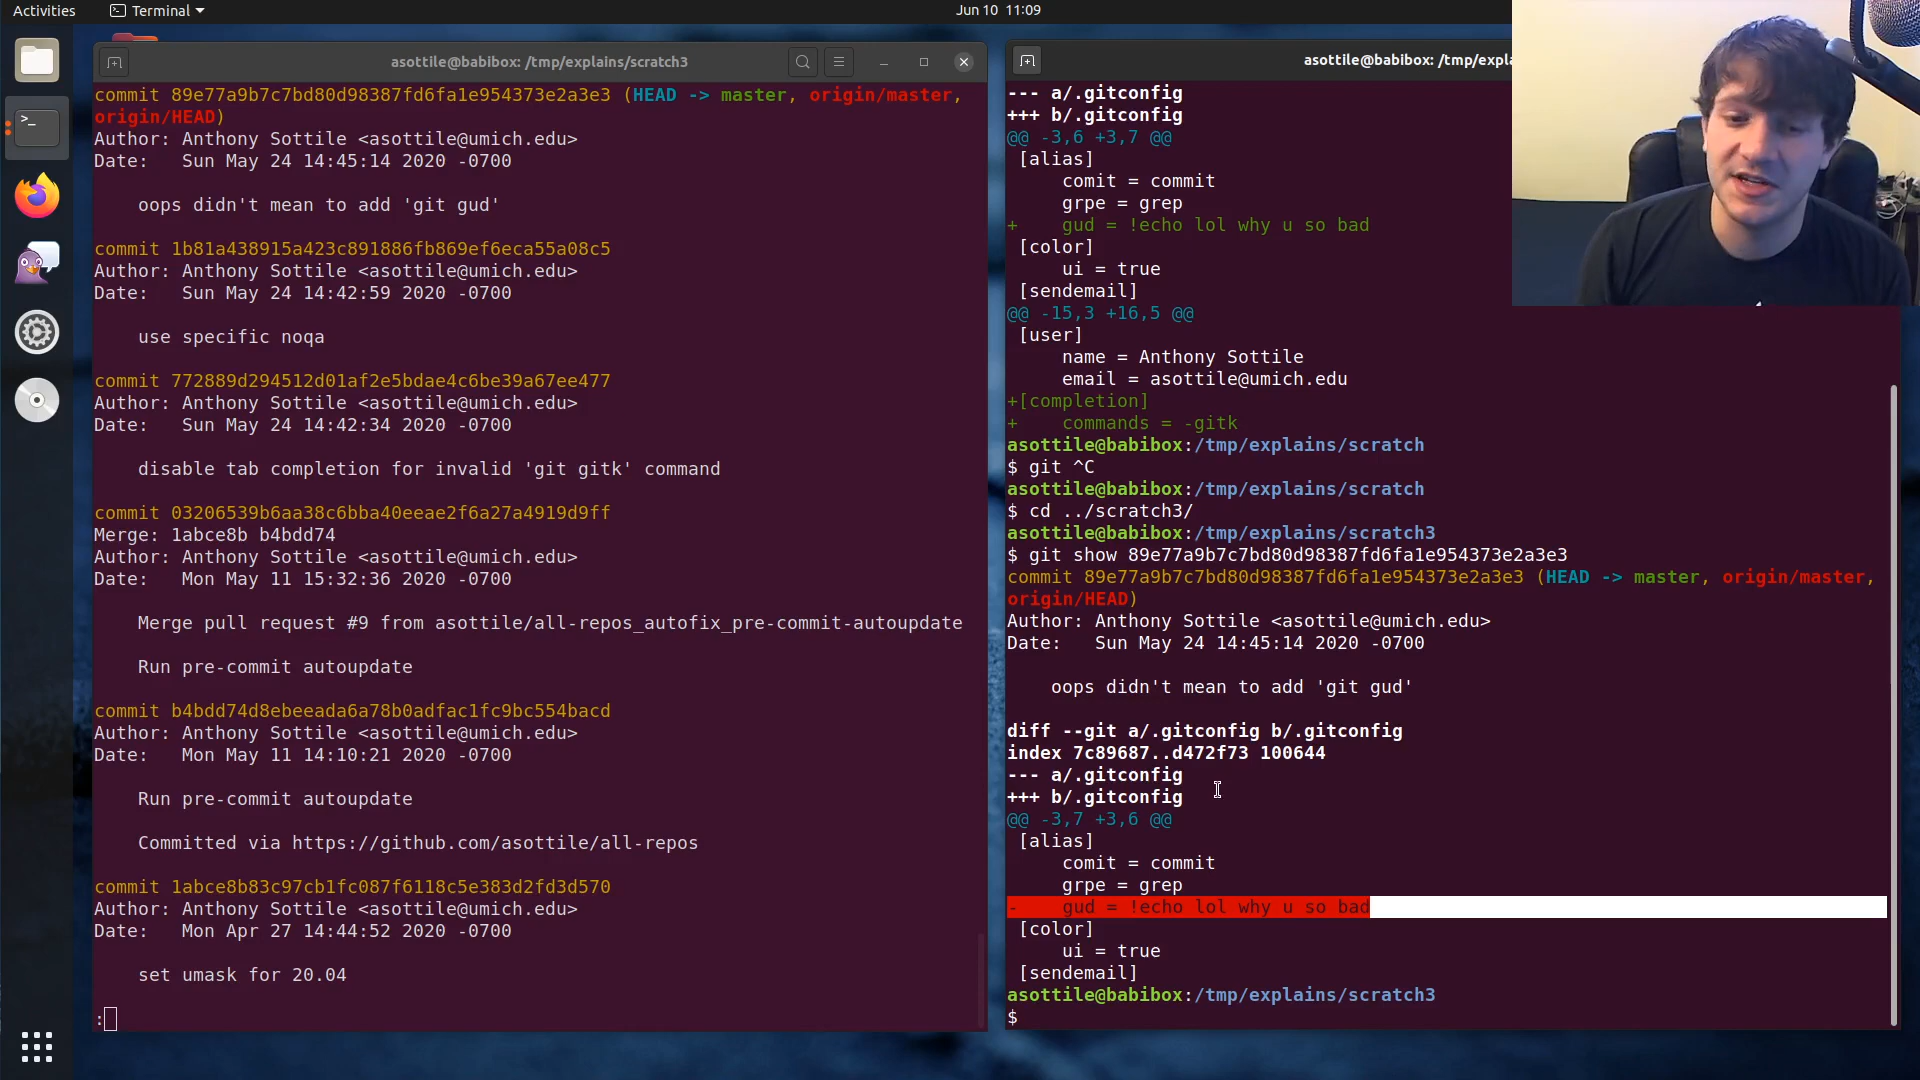 Activities
Terminal
Jun 10 11:09
asottile@babibox: /tmp/explains/scratch3
commit 89e77a9b7c7bd80d98387fd6fa1e954373e2a3e3 (HEAD -> master, origin/master,
origin/HEAD)
Author: Anthony Sottile <asottile@umich.edu>
Date:   Sun May 24 14:45:14 2020 -0700
oops didn't mean to add 'git gud'
commit 1b81a438915a423c891886fb869ef6eca55a08c5
Author: Anthony Sottile <asottile@umich.edu>
Date:   Sun May 24 14:42:59 2020 -0700
use specific noqa
commit 772889d294512d01af2e5bdae4c6be39a67ee477
Author: Anthony Sottile <asottile@umich.edu>
Date:   Sun May 24 14:42:34 2020 -0700
disable tab completion for invalid 'git gitk' command
commit 03206539b6aa38c6bba40eeae2f6a27a4919d9ff
Merge: 1abce8b b4bdd74
Author: Anthony Sottile <asottile@umich.edu>
Date:   Mon May 11 15:32:36 2020 -0700
Merge pull request #9 from asottile/all-repos_autofix_pre-commit-autoupdate
Run pre-commit autoupdate
commit b4bdd74d8ebeeada6a78b0adfac1fc9bc554bacd
Author: Anthony Sottile <asottile@umich.edu>
Date:   Mon May 11 14:10:21 2020 -0700
Run pre-commit autoupdate
Committed via https://github.com/asottile/all-repos
commit 1abce8b83c97cb1fc087f6118c5e383d2fd3d570
Author: Anthony Sottile <asottile@umich.edu>
Date:   Mon Apr 27 14:44:52 2020 -0700
set umask for 20.04
:
asottile@babibox: /tmp/expla
--- a/.gitconfig
+++ b/.gitconfig
@@ -3,6 +3,7 @@
[alias]
comit = commit
grpe = grep
+    gud = !echo lol why u so bad
[color]
ui = true
[sendemail]
@@ -15,3 +16,5 @@
[user]
name = Anthony Sottile
email = asottile@umich.edu
+[completion]
+    commands = -gitk
asottile@babibox:/tmp/explains/scratch
$ git ^C
asottile@babibox:/tmp/explains/scratch
$ cd ../scratch3/
asottile@babibox:/tmp/explains/scratch3
$ git show 89e77a9b7c7bd80d98387fd6fa1e954373e2a3e3
commit 89e77a9b7c7bd80d98387fd6fa1e954373e2a3e3 (HEAD -> master, origin/master,
origin/HEAD)
Author: Anthony Sottile <asottile@umich.edu>
Date:   Sun May 24 14:45:14 2020 -0700
oops didn't mean to add 'git gud'
diff --git a/.gitconfig b/.gitconfig
index 7c89687..d472f73 100644
--- a/.gitconfig
+++ b/.gitconfig
@@ -3,7 +3,6 @@
[alias]
comit = commit
grpe = grep
-    gud = !echo lol why u so bad
[color]
ui = true
[sendemail]
asottile@babibox:/tmp/explains/scratch3
$